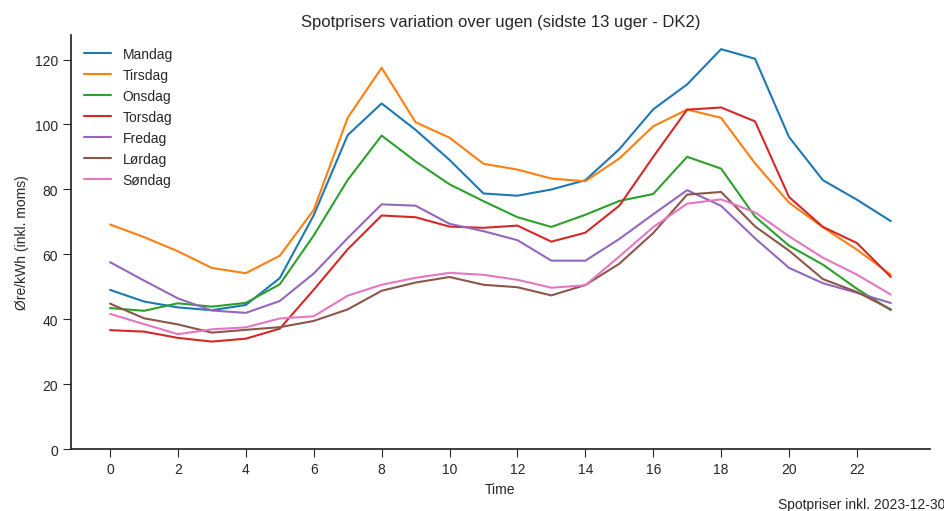 Spotprisers variation over ugen (sidste 13 uger - DK2)
Mandag
Tirsdag
Onsdag
Torsdag
Fredag
Lørdag
Søndag
Øre/kWh (inkl. moms)
120
100
80
60
40
20
0
0 2 4 6 8 10 12 14 16 18 20 22
Time
Spotpriser inkl. 2023-12-30